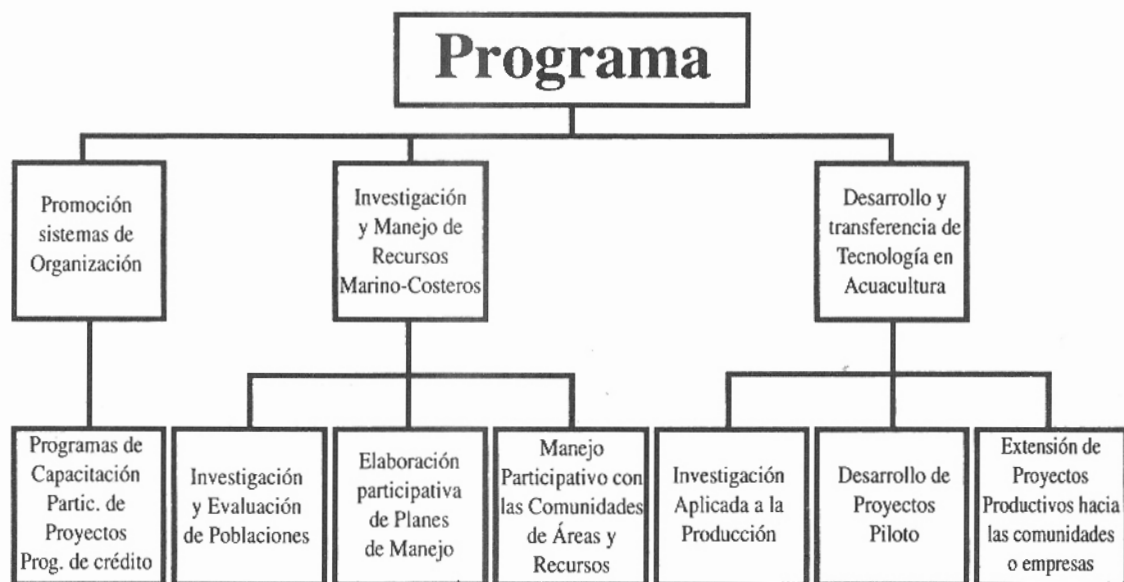 Programa
Promoción
sistemas de
Organización
Investigación
y Manejo de
Recursos
Marino-Costeros
Desarrollo y
transferencia de
Tecnología en
Acuacultura
Programas de
Capacitación
Partic. de
Proyectos
Prog. de crédito
Investigación
y Evaluación
de Poblaciones
Elaboración
participativa
de Planes
de Manejo
Manejo
Participativo con
las Comunidades
de Áreas y
Recursos
Investigación
Aplicada a la
Producción
Desarrollo de
Proyectos
Piloto
Extensión de
Proyectos
Productivos hacia
las comunidades
o empresas